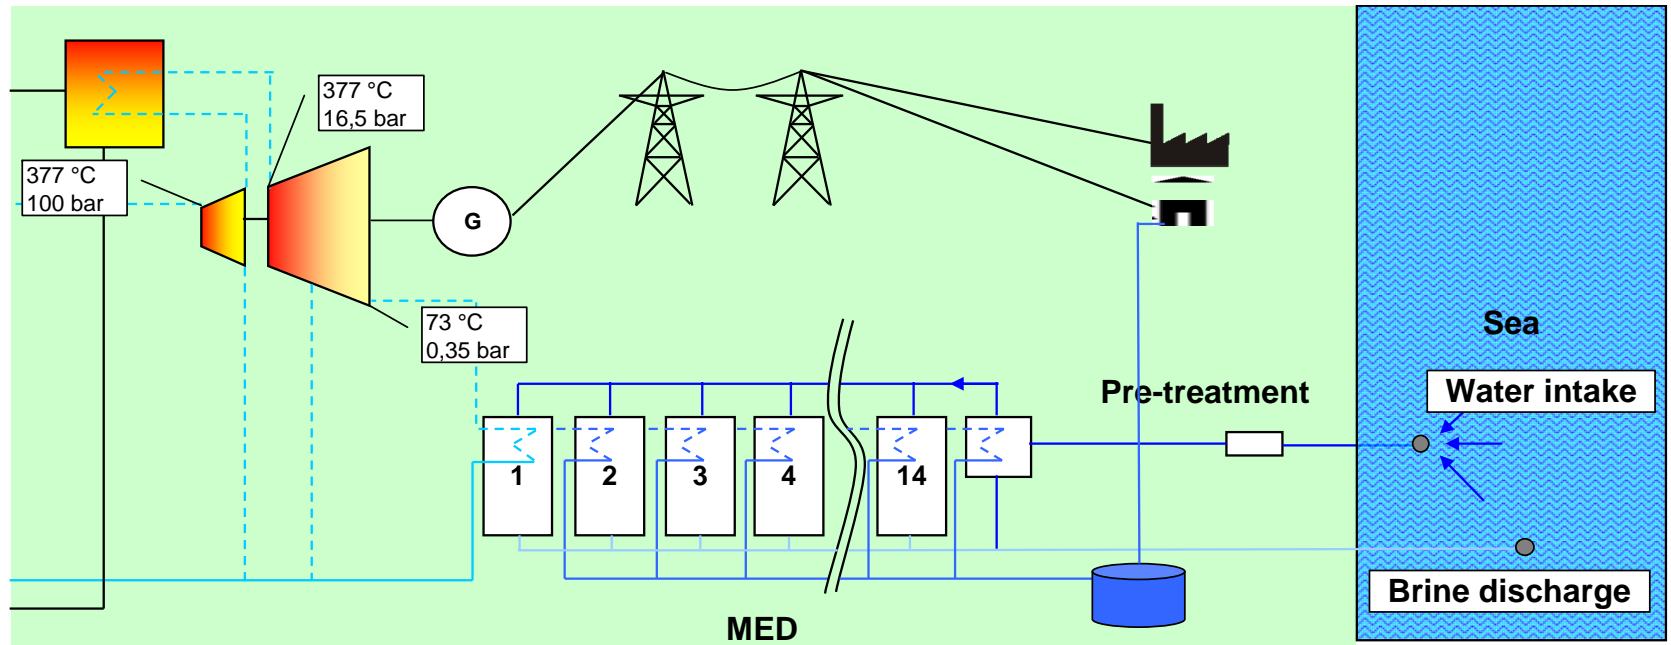 377 °C
16,5 bar
377 °C
100 bar
G
73 °C
0,35 bar
Sea
Pre-treatment
Water intake
1
2
3
4
14
Brine discharge
MED